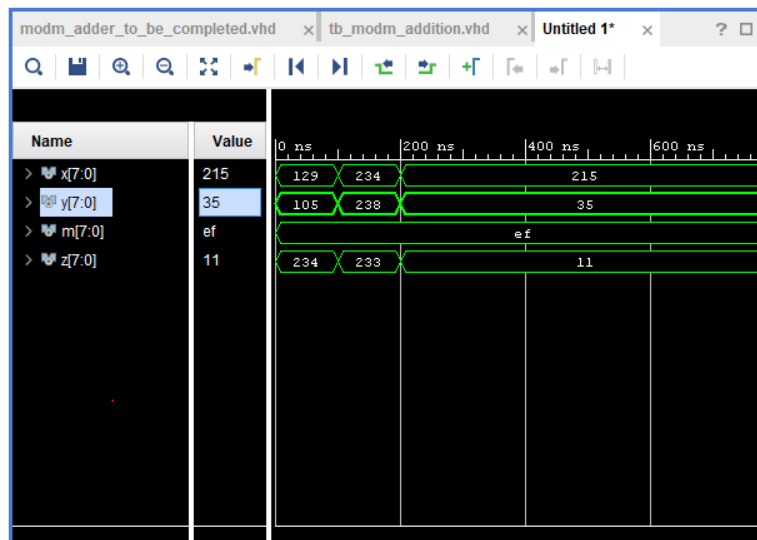 modm_adder_to_be_completed.vhd × tb_modm_addition.vhd × Untitled 1* × ?
Name Value 0 ns 200 ns 400 ns 600 ns
x[7:0] 215 129 234 215
y[7:0] 35 105 238 35
m[7:0] ef ef
z[7:0] 11 234 233 11